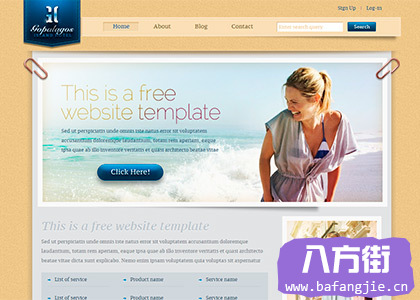 Gopalagos
ISLAND HOTEL
Sign Up | Log-in
Home About Blog Contact
Enter search query Search
This is a free
website template
Sed ut perspiciatis unde omnis iste natus error sit voluptatem
accusantium doloremque laudantium, totam rem aperiam, eaque
ipsa quae ab illo inventore veritatis et quasi architecto beatae vitae
Click Here!
This is a free website template
Sed ut perspiciatis unde omnis iste natus error sit voluptatem accusantium
doloremque laudantium, totam rem aperiam, eaque ipsa quae ab illo inventore
veritatis et quasi architecto beatae
vitae dicta sunt explicabo. Nemo enim ipsam voluptatem quia voluptas sit aspernatur
List of service Product name Service name
List of service Product name Service name
八方街
www.bafangjie.cn